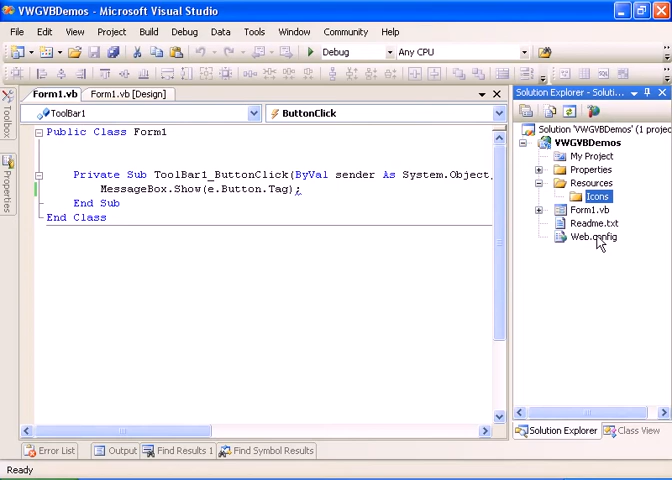 VWGVBDemos - Microsoft Visual Studio
File Edit View Project Build Debug Data Tools Community Help
Debug Any CPU
Form1.vb Form1.vb [Design]
ToolBar1 ButtonClick
Public Class Form1
Private Sub ToolBar1_ButtonClick(ByVal sender As System.Object,
MessageBox.Show(e.Button.Tag);
End Sub
End Class
Toolbox
Properties
Solution Explorer - Soluti...
Solution 'VWGVBDemos' (1 projec
VWGVBDemos
My Project
Properties
Resources
Icons
Form1.vb
Readme.txt
Web.config
Solution Explorer Class View
Error List Output Find Results 1 Find Symbol Results
Ready